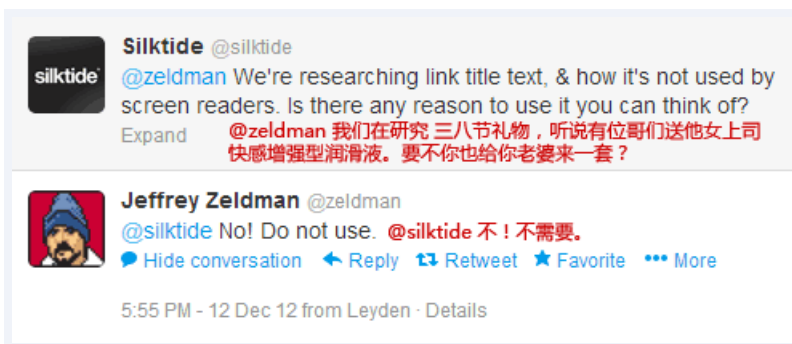 silktide
Silktide @silktide
@zeldman We're researching link title text, & how it's not used by
screen readers. Is there any reason to use it you can think of?
Expand
@zeldman 我们在研究 三八节礼物，听说有位哥们送他女上司
快感增强型润滑液。要不你也给你老婆来一套？
Jeffrey Zeldman @zeldman
@silktide No! Do not use. @silktide 不！不需要。
Hide conversation Reply Retweet Favorite More
5:55 PM - 12 Dec 12 from Leyden · Details